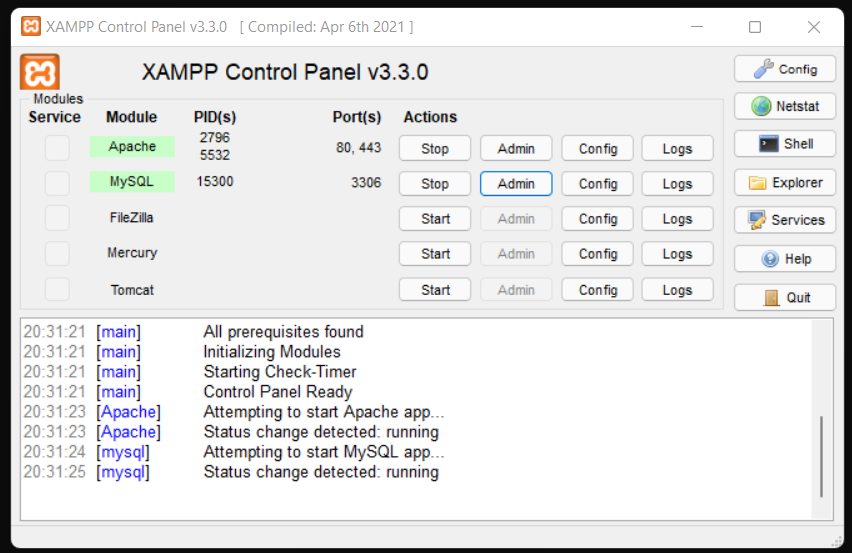 XAMPP Control Panel v3.3.0 [ Compiled: Apr 6th 2021 ]
XAMPP Control Panel v3.3.0
Config
Modules
Service Module PID(s) Port(s) Actions
Netstat
Apache 2796 5532 80, 443 Stop Admin Config Logs
Shell
MySQL 15300 3306 Stop Admin Config Logs
Explorer
FileZilla Start Admin Config Logs
Services
Mercury Start Admin Config Logs
Help
Tomcat Start Admin Config Logs
Quit
20:31:21 [main] All prerequisites found
20:31:21 [main] Initializing Modules
20:31:21 [main] Starting Check-Timer
20:31:21 [main] Control Panel Ready
20:31:23 [Apache] Attempting to start Apache app...
20:31:23 [Apache] Status change detected: running
20:31:24 [mysql] Attempting to start MySQL app...
20:31:25 [mysql] Status change detected: running